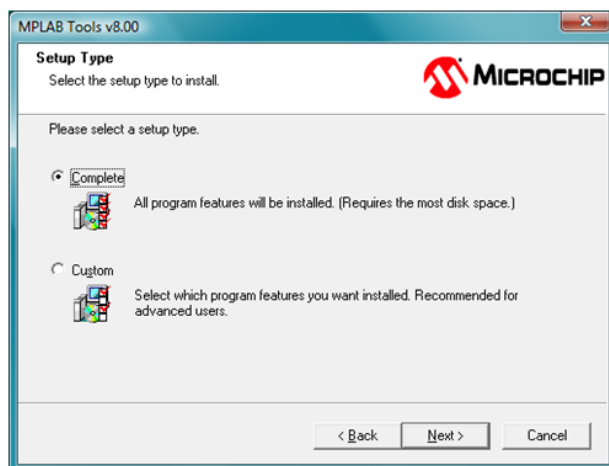 MPLAB Tools v8.00
Setup Type
Select the setup type to install.
MICROCHIP
Please select a setup type.
Complete
All program features will be installed. (Requires the most disk space.)
Custom
Select which program features you want installed. Recommended for
advanced users.
< Back
Next >
Cancel